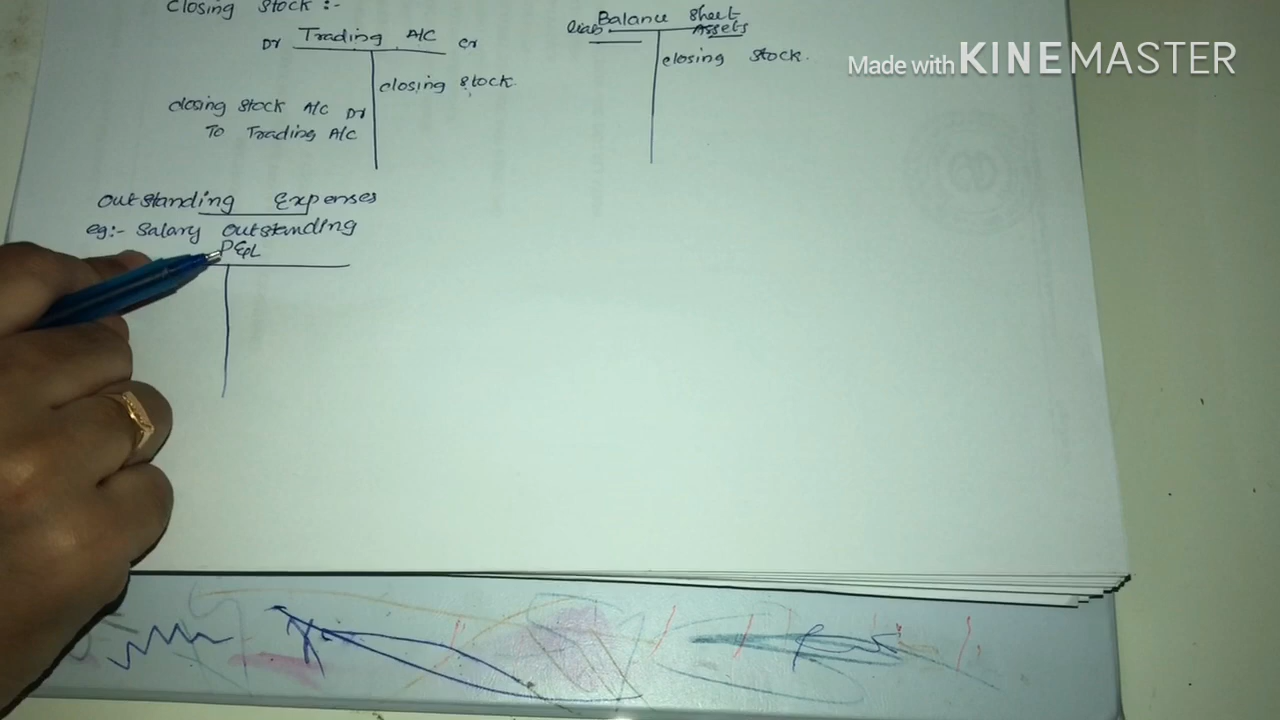 Closing Stock :-
Dr Trading A/C Cr
closing stock
closing stock A/C Dr
To Trading A/C
Balance Sheet
Liab Assets
closing stock.
Outstanding Expenses
eg:- Salary outstanding
P&L
Made with KINEMASTER